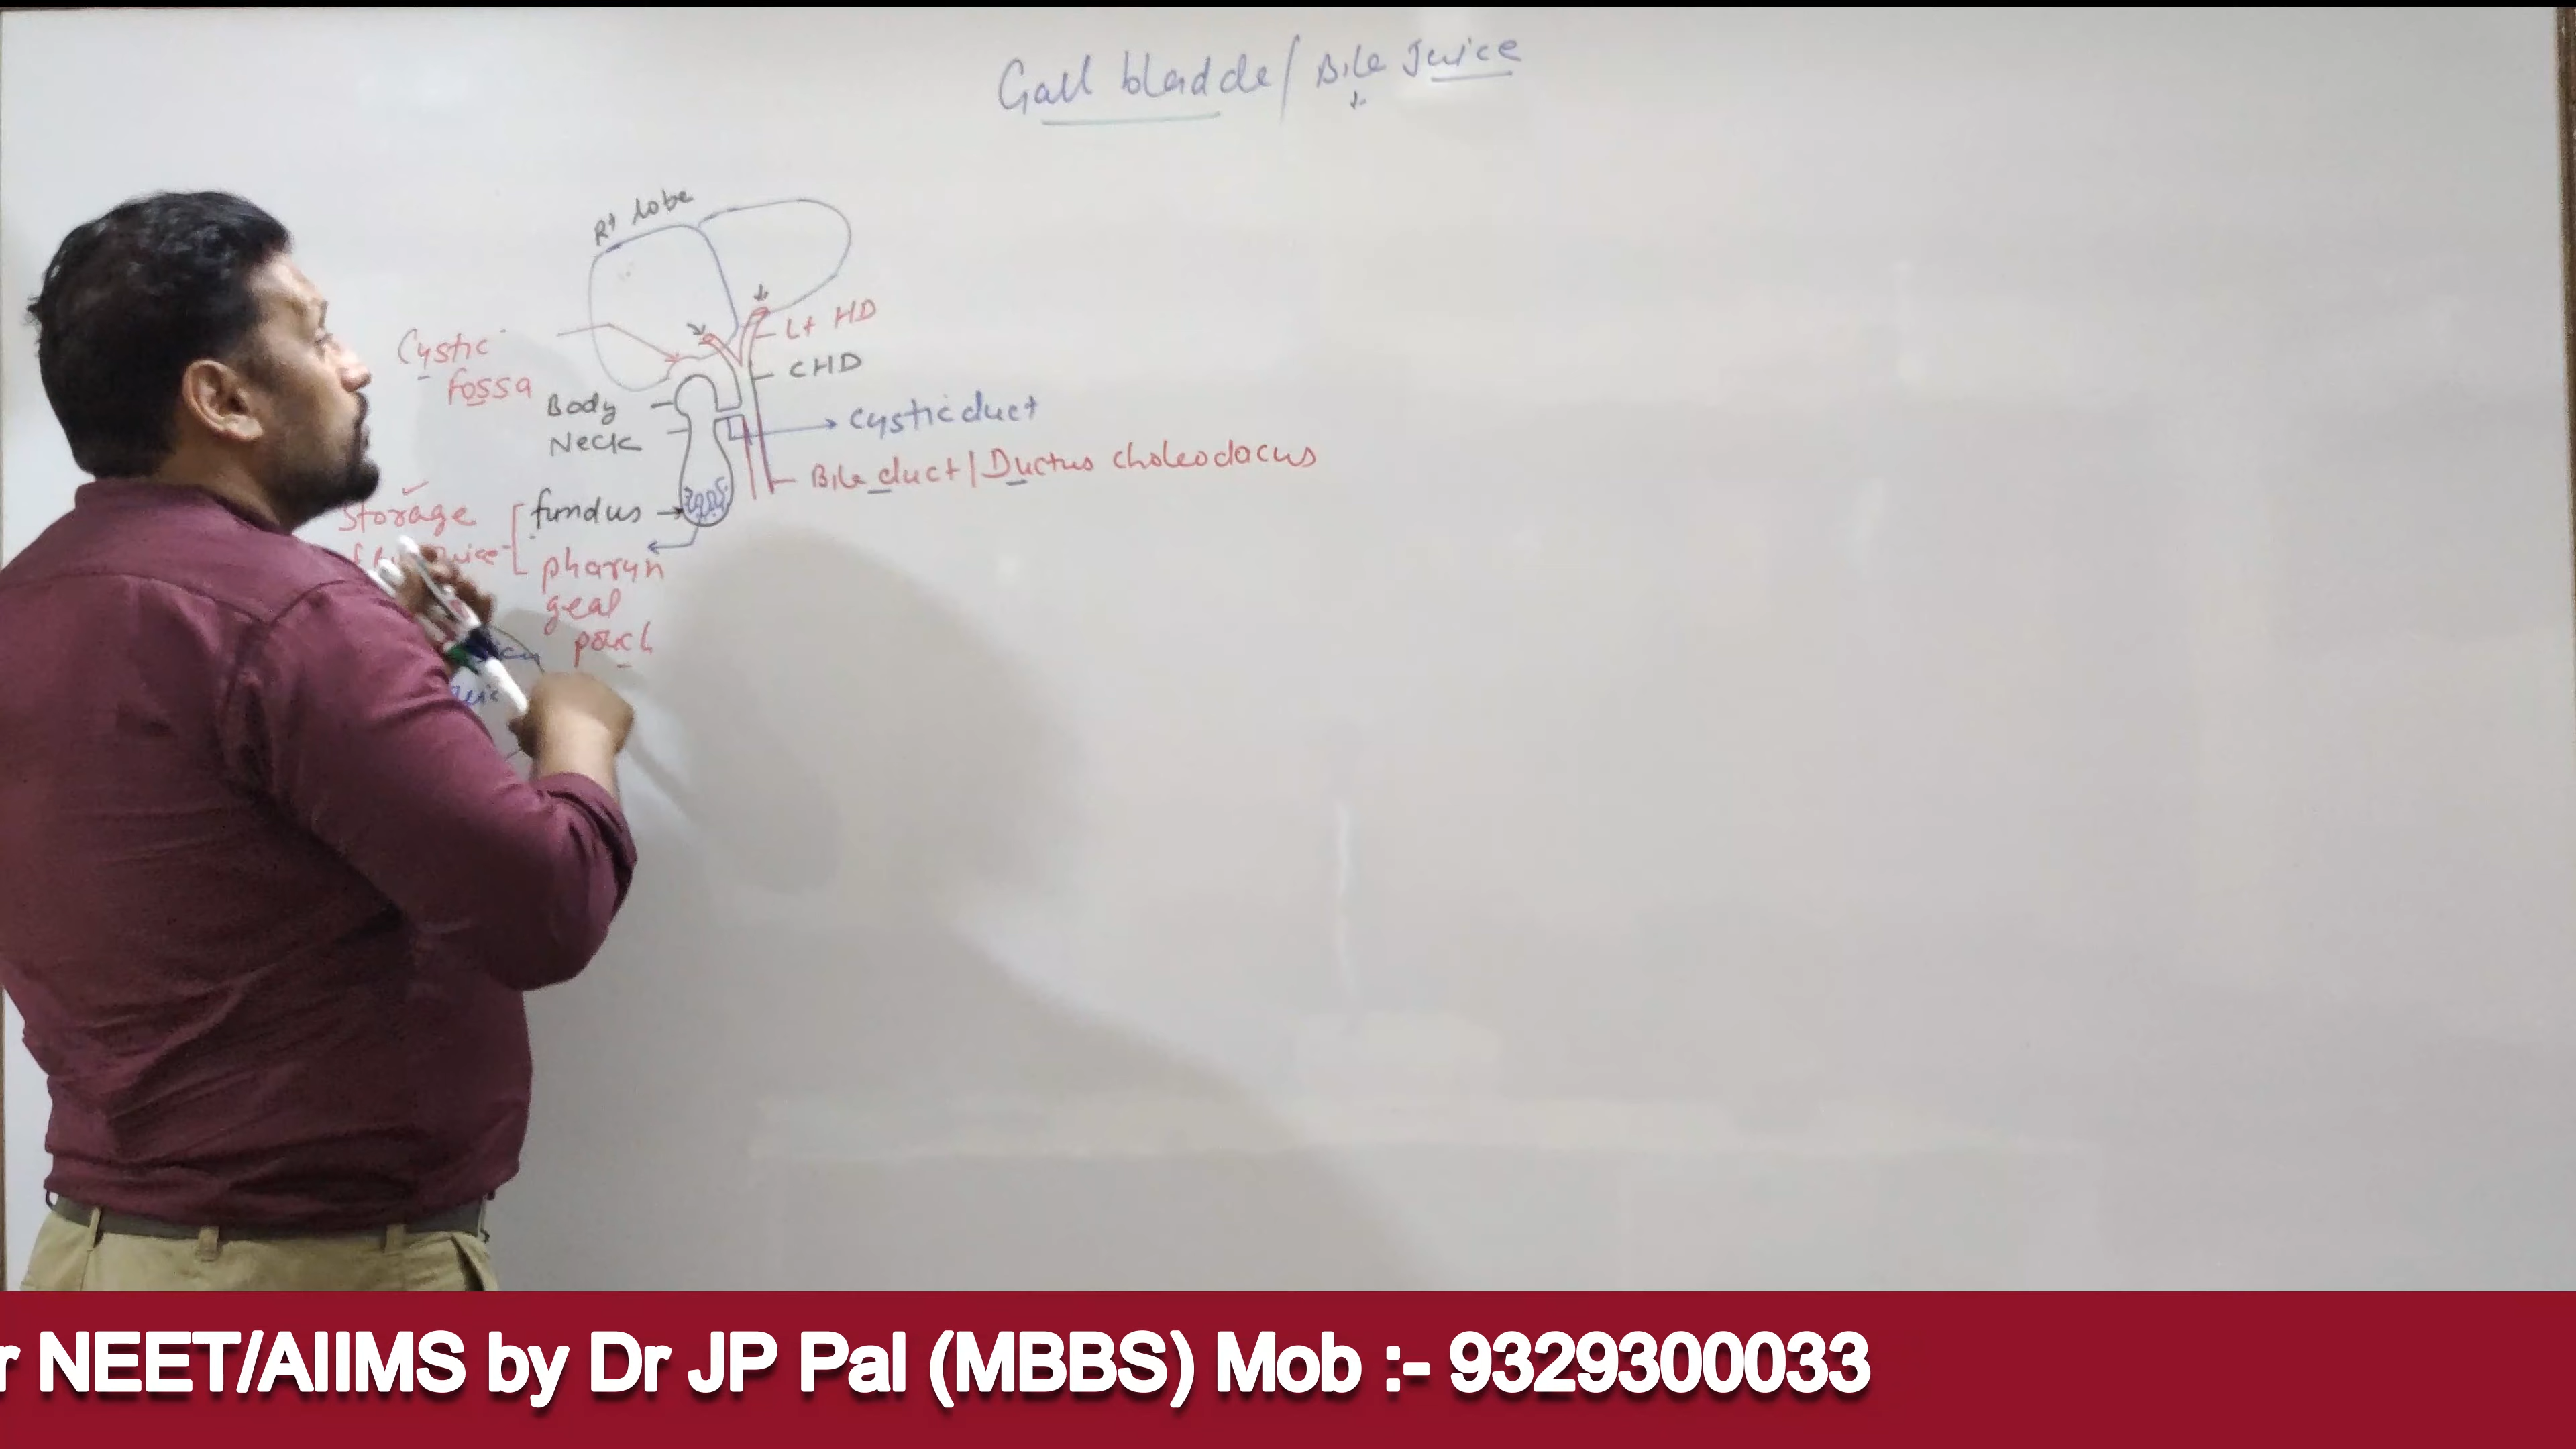 Gall bladde/ Bile Juice
Rt lobe
Lt HD
Cystic
fossa
CHD
Body
Neck
Cystic duct
Bile duct/Ductus choleodacus
Storage
fundus
pharyn
geal
pouch
NEET/AIIMS by Dr JP Pal (MBBS) Mob :- 9329300033